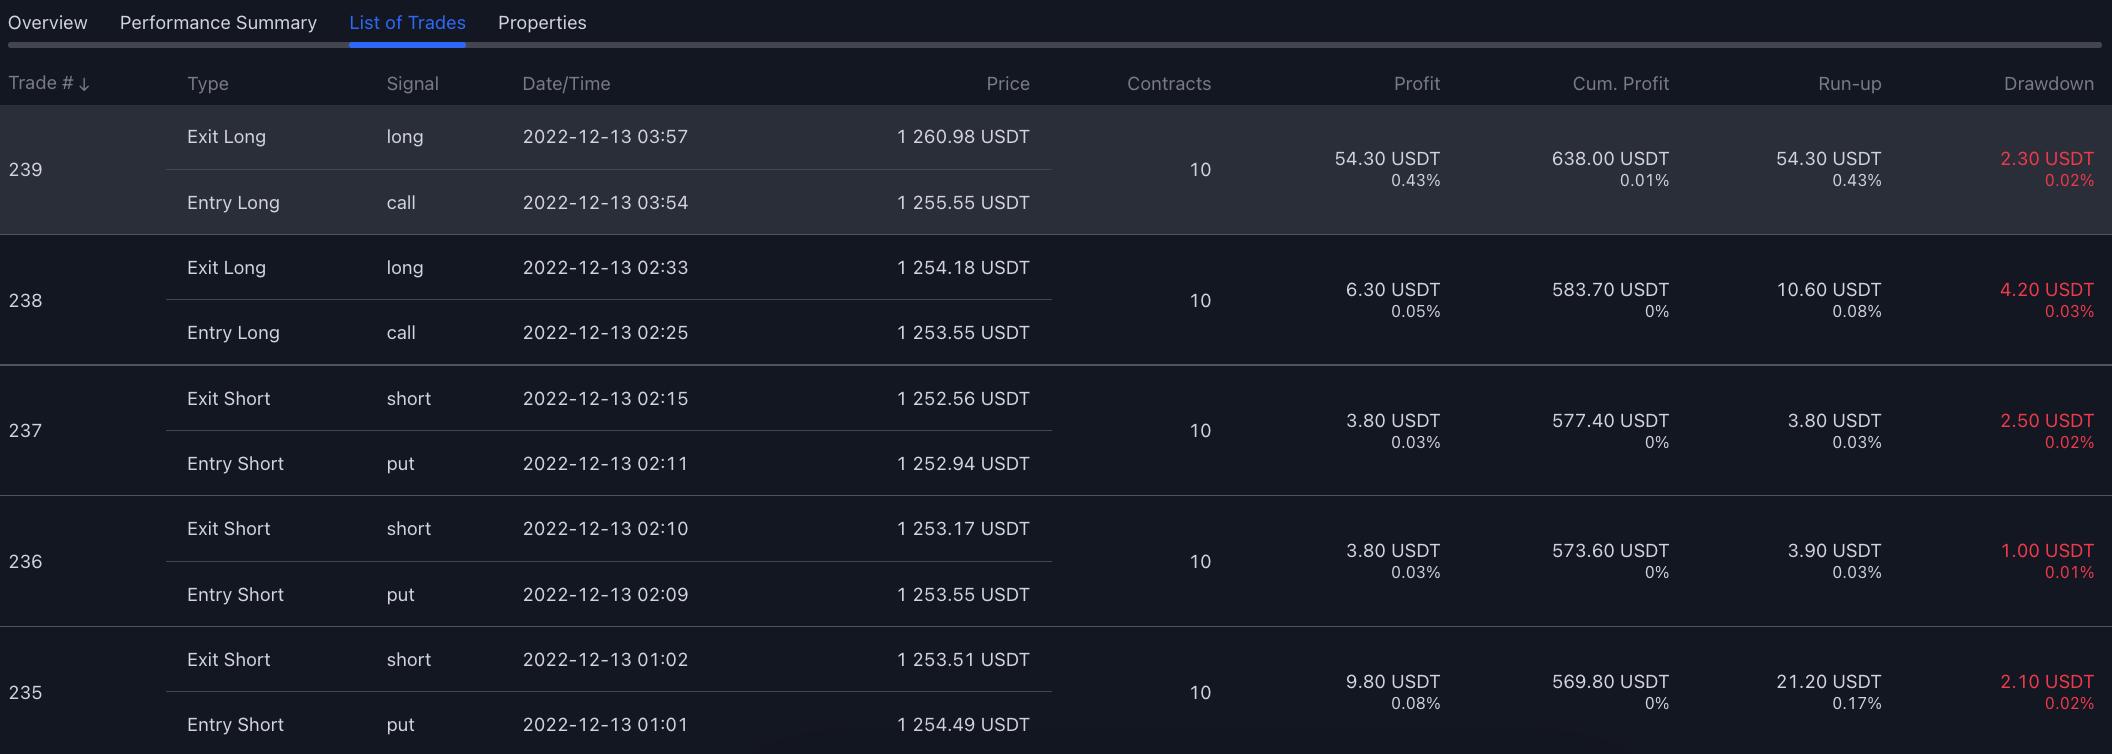 Overview Performance Summary List of Trades Properties
Trade # ↓ Type Signal Date/Time Price Contracts Profit Cum. Profit Run-up Drawdown
Exit Long long 2022-12-13 03:57 1 260.98 USDT
239 10 54.30 USDT 638.00 USDT 54.30 USDT 2.30 USDT
0.43% 0.01% 0.43% 0.02%
Entry Long call 2022-12-13 03:54 1 255.55 USDT
Exit Long long 2022-12-13 02:33 1 254.18 USDT
238 10 6.30 USDT 583.70 USDT 10.60 USDT 4.20 USDT
0.05% 0% 0.08% 0.03%
Entry Long call 2022-12-13 02:25 1 253.55 USDT
Exit Short short 2022-12-13 02:15 1 252.56 USDT
237 10 3.80 USDT 577.40 USDT 3.80 USDT 2.50 USDT
0.03% 0% 0.03% 0.02%
Entry Short put 2022-12-13 02:11 1 252.94 USDT
Exit Short short 2022-12-13 02:10 1 253.17 USDT
236 10 3.80 USDT 573.60 USDT 3.90 USDT 1.00 USDT
0.03% 0% 0.03% 0.01%
Entry Short put 2022-12-13 02:09 1 253.55 USDT
Exit Short short 2022-12-13 01:02 1 253.51 USDT
235 10 9.80 USDT 569.80 USDT 21.20 USDT 2.10 USDT
0.08% 0% 0.17% 0.02%
Entry Short put 2022-12-13 01:01 1 254.49 USDT